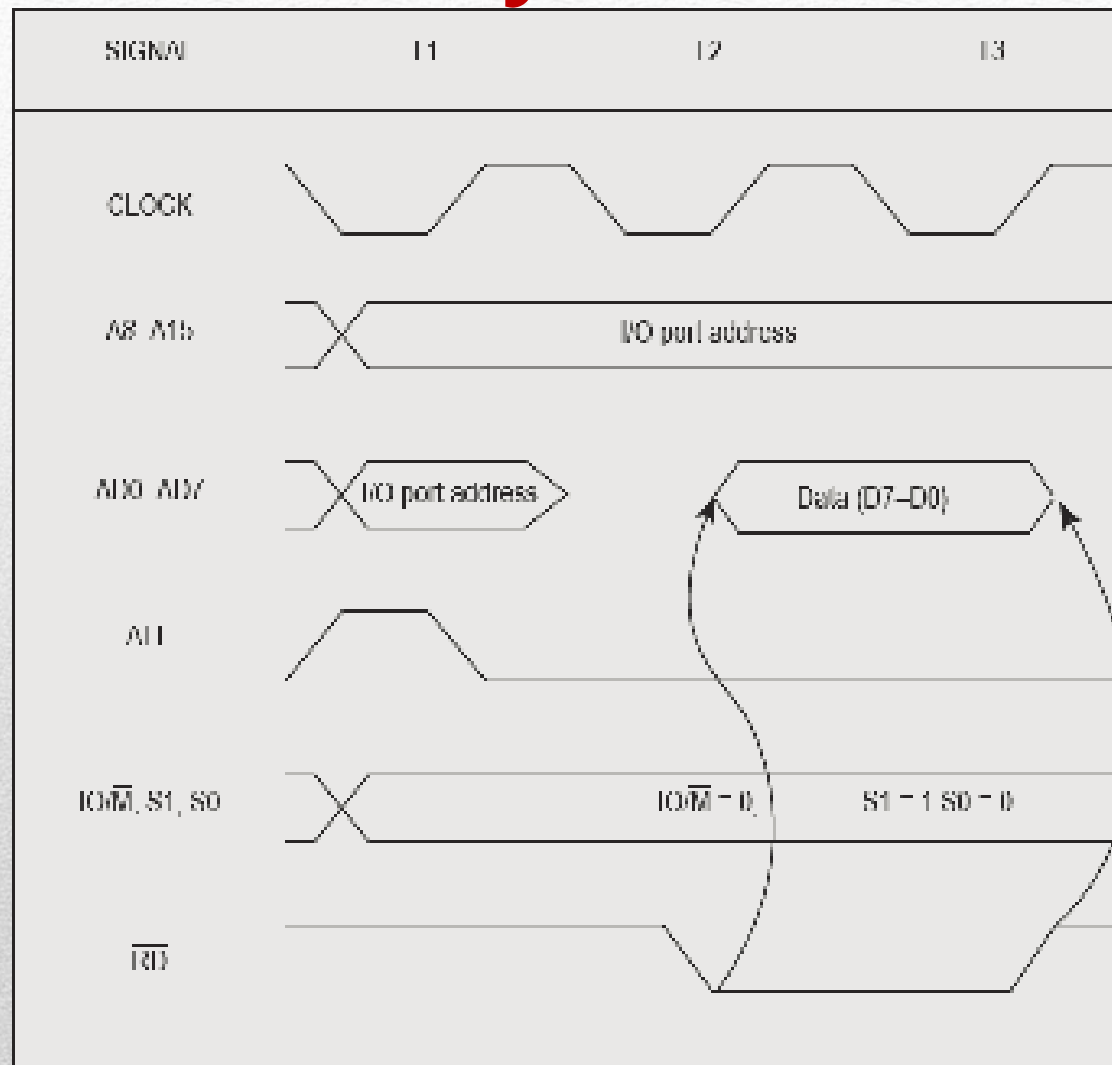 SIGNAL T1 T2 T3
CLOCK
A8–A15 I/O port address
AD0–AD7 I/O port address Data (D7–D0)
ALE
IO/M̅, S1, S0 IO/M̅ = 0, S1 = 1 S0 = 0
R̅D̅